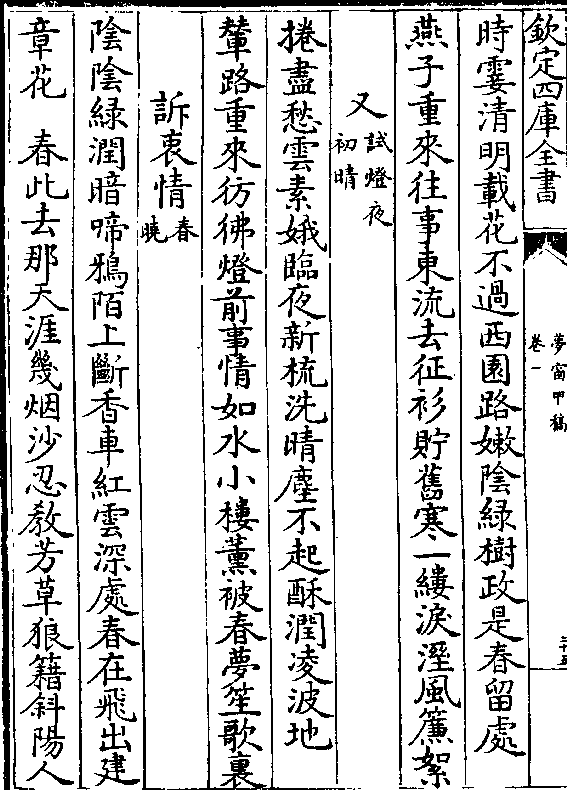 欽定四庫全書
夢窗甲稿
卷一
時霎清明載花不過西園路嫩陰綠樹政是春留處
燕子重來往事東流去征衫貯舊寒一縷淚溼風簾絮
又 試燈夜
初晴
捲盡愁雲素娥臨夜新梳洗晴塵不起酥潤凌波地
輦路重來彷彿燈前事情如水小樓薰被春夢笙歌裏
訴衷情 春
曉
陰陰綠潤暗啼鴉陌上斷香車紅雲深處春在飛出建
章花 春此去那天涯幾烟沙忍教芳草狼籍斜陽人